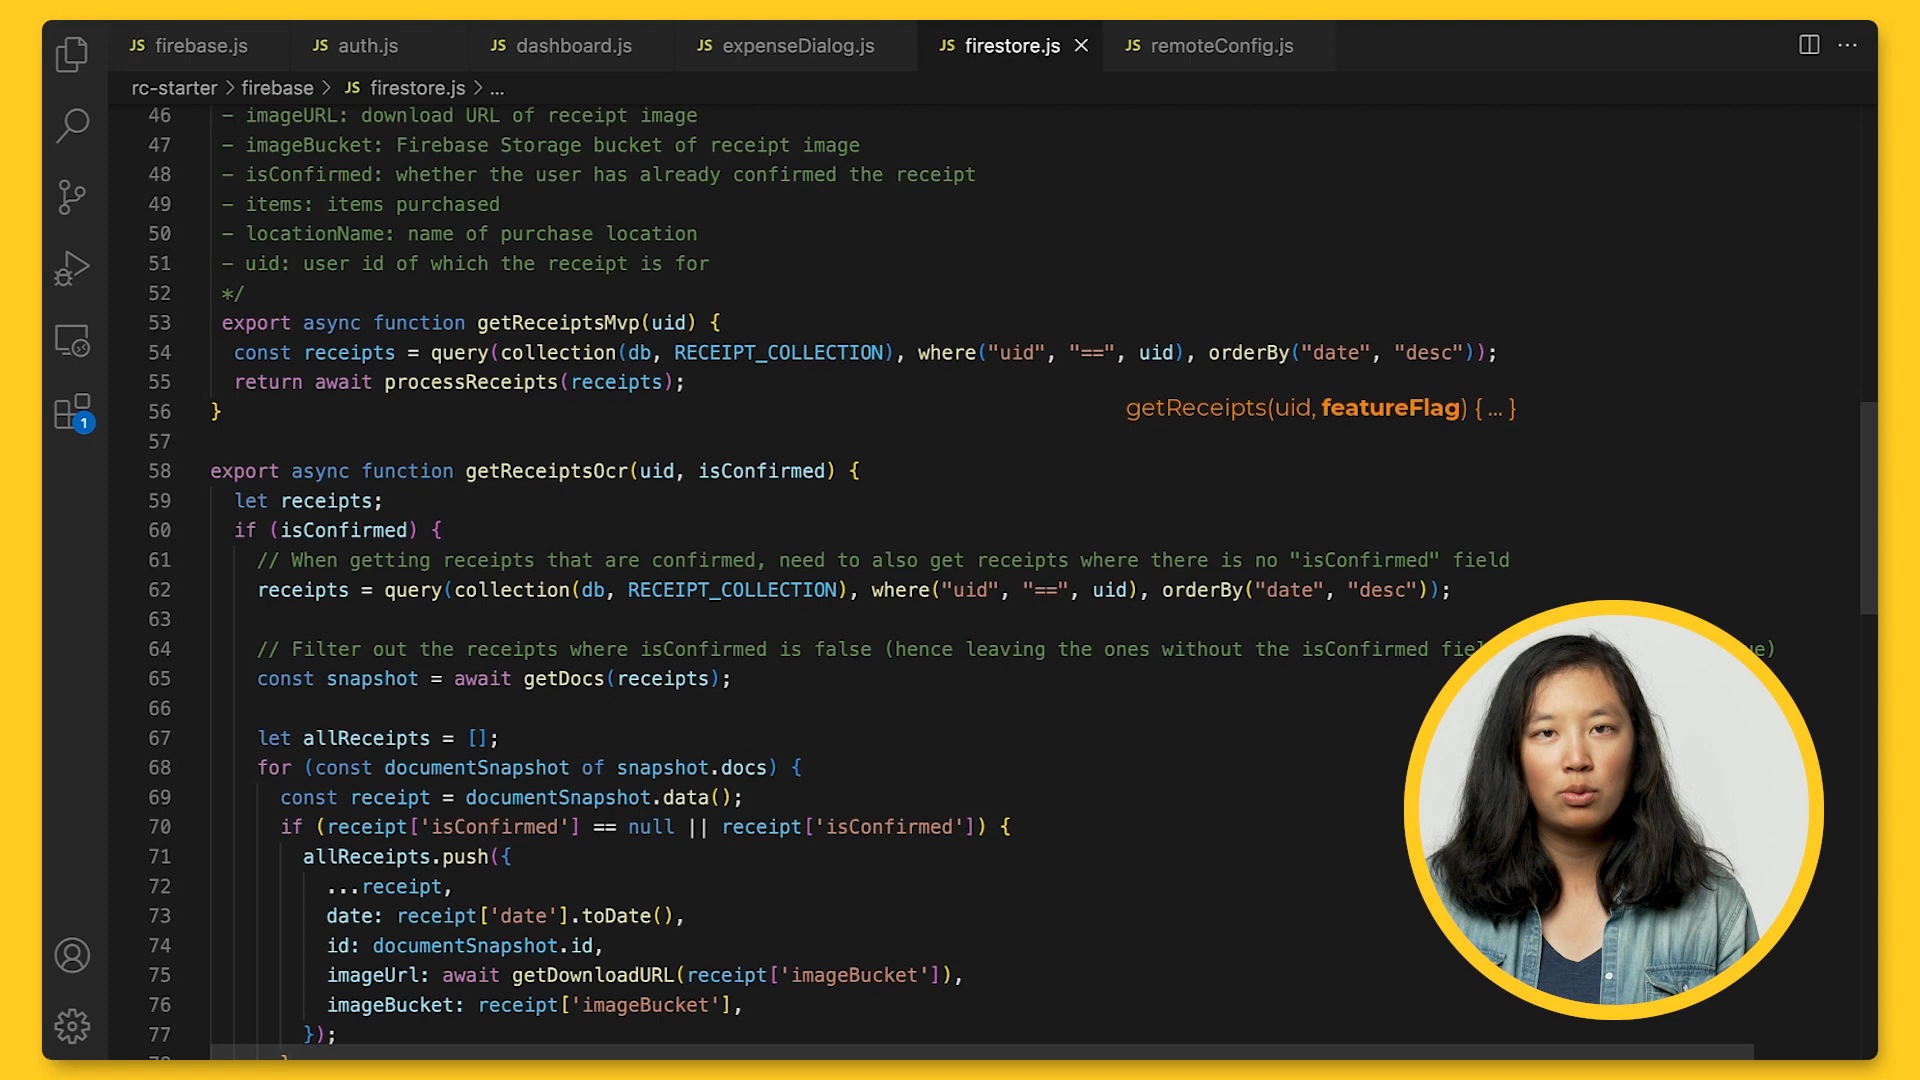 JS firebase.js JS auth.js JS dashboard.js JS expenseDialog.js JS firestore.js JS remoteConfig.js
rc-starter > firebase > JS firestore.js > ...
46 - imageURL: download URL of receipt image
47 - imageBucket: Firebase Storage bucket of receipt image
48 - isConfirmed: whether the user has already confirmed the receipt
49 - items: items purchased
50 - locationName: name of purchase location
51 - uid: user id of which the receipt is for
52 */
53 export async function getReceiptsMvp(uid) {
54 const receipts = query(collection(db, RECEIPT_COLLECTION), where("uid", "==", uid), orderBy("date", "desc"));
55 return await processReceipts(receipts);
56 }
getReceipts(uid, featureFlag) { ... }
57
58 export async function getReceiptsOcr(uid, isConfirmed) {
59 let receipts;
60 if (isConfirmed) {
61 // When getting receipts that are confirmed, need to also get receipts where there is no "isConfirmed" field
62 receipts = query(collection(db, RECEIPT_COLLECTION), where("uid", "==", uid), orderBy("date", "desc"));
63
64 // Filter out the receipts where isConfirmed is false (hence leaving the ones without the isConfirmed
65 const snapshot = await getDocs(receipts);
66
67 let allReceipts = [];
68 for (const documentSnapshot of snapshot.docs) {
69 const receipt = documentSnapshot.data();
70 if (receipt['isConfirmed'] == null || receipt['isConfirmed']) {
71 allReceipts.push({
72 ...receipt,
73 date: receipt['date'].toDate(),
74 id: documentSnapshot.id,
75 imageUrl: await getDownloadURL(receipt['imageBucket']),
76 imageBucket: receipt['imageBucket'],
77 });
1